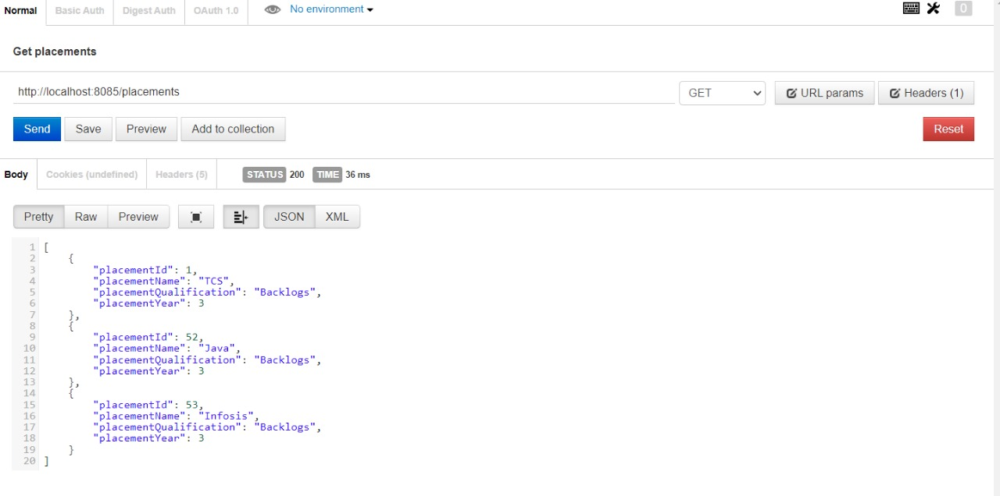 Normal Basic Auth Digest Auth OAuth 1.0 No environment 0
Get placements
http://localhost:8085/placements GET URL params Headers (1)
Send Save Preview Add to collection Reset
Body Cookies (undefined) Headers (5) STATUS 200 TIME 36 ms
Pretty Raw Preview JSON XML
1 [
2 {
3 "placementId": 1,
4 "placementName": "TCS",
5 "placementQualification": "Backlogs",
6 "placementYear": 3
7 },
8 {
9 "placementId": 52,
10 "placementName": "Java",
11 "placementQualification": "Backlogs",
12 "placementYear": 3
13 },
14 {
15 "placementId": 53,
16 "placementName": "Infosis",
17 "placementQualification": "Backlogs",
18 "placementYear": 3
19 }
20 ]